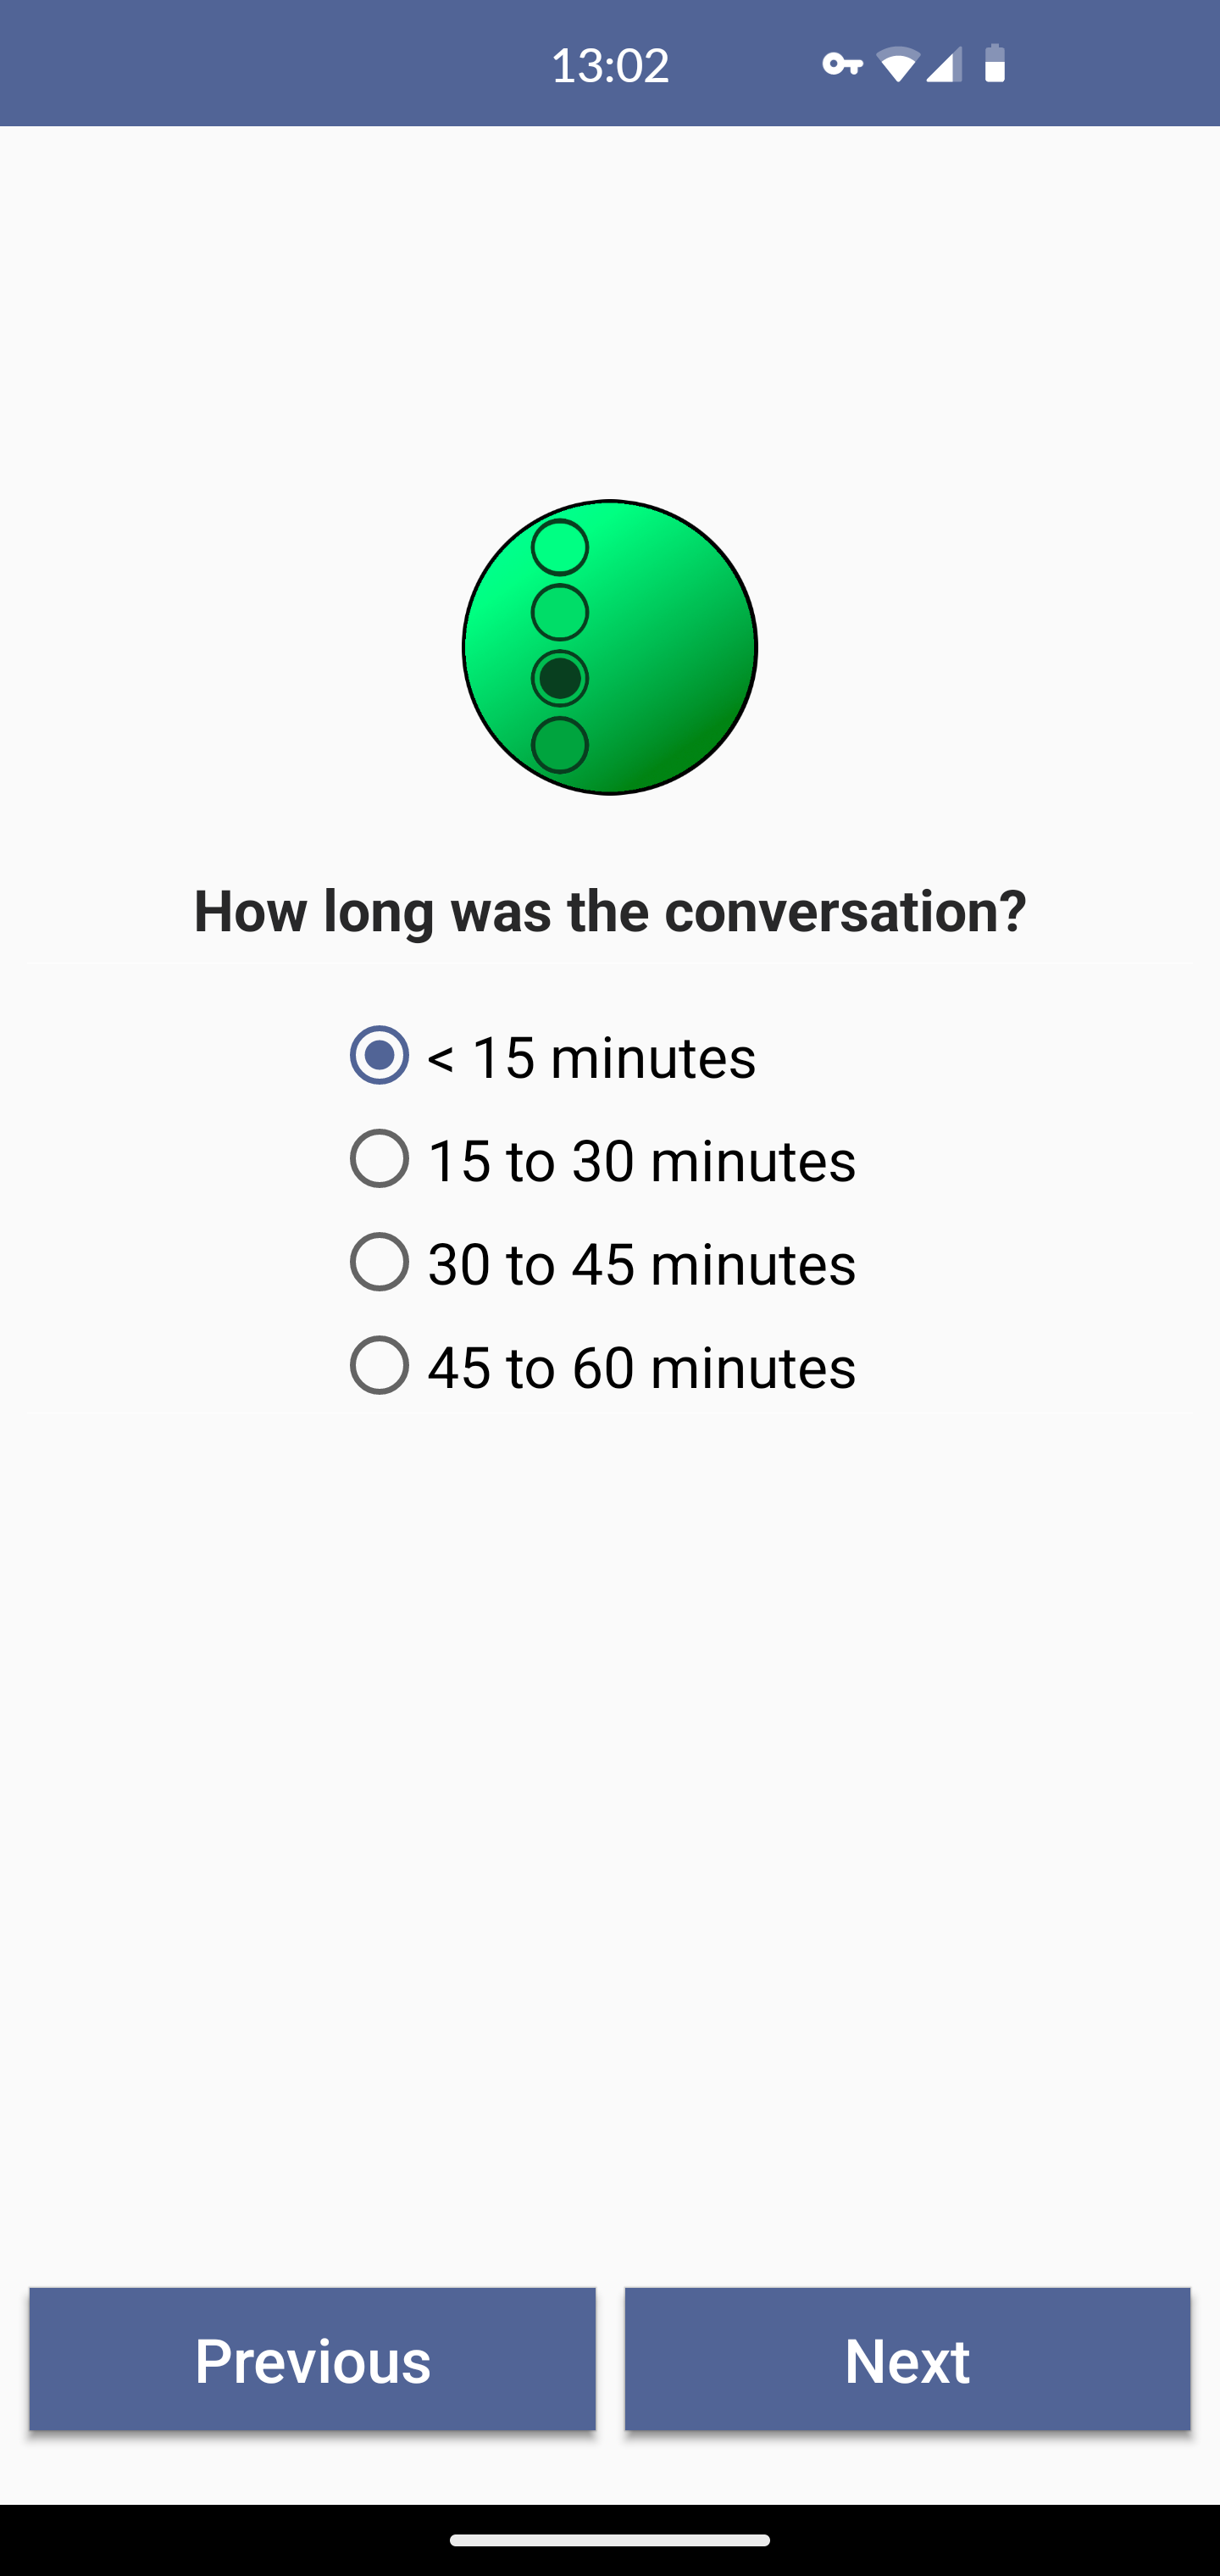 13:02
How long was the conversation?
< 15 minutes
15 to 30 minutes
30 to 45 minutes
45 to 60 minutes
Previous
Next